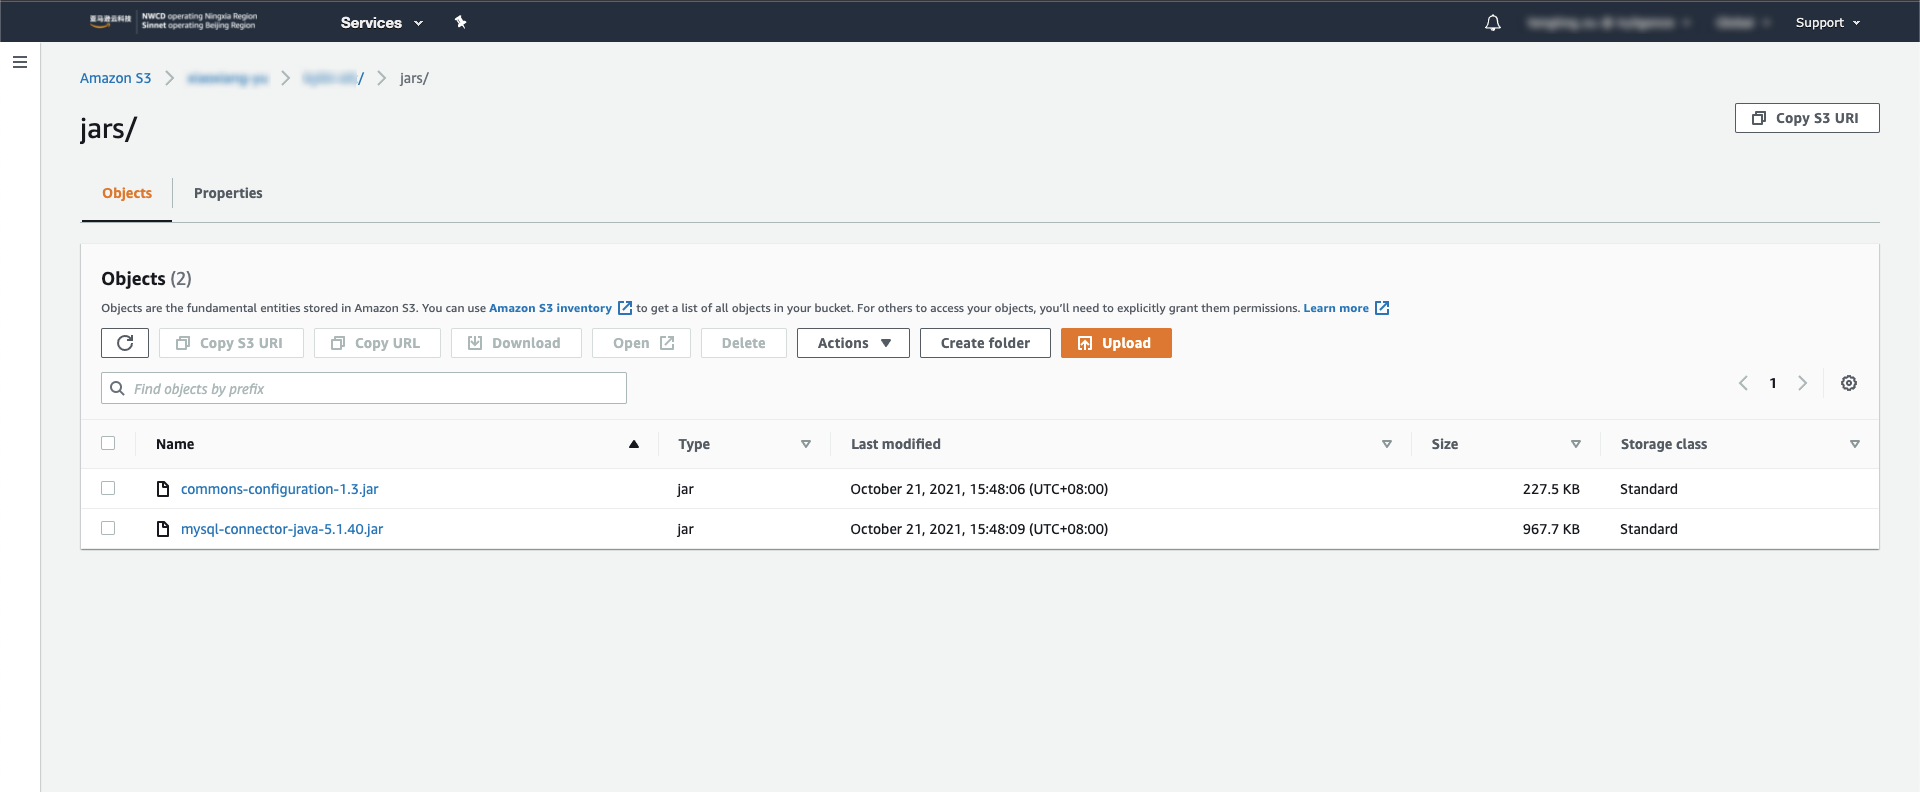 亚马逊云科技 NWCD operating Ningxia Region
Sinnet operating Beijing Region
Services
Support
Amazon S3 / jars/
jars/
Copy S3 URI
Objects Properties
Objects (2)
Objects are the fundamental entities stored in Amazon S3. You can use Amazon S3 inventory to get a list of all objects in your bucket. For others to access your objects, you'll need to explicitly grant them permissions. Learn more
Copy S3 URI Copy URL Download Open Delete Actions Create folder Upload
Find objects by prefix
1
Name Type Last modified Size Storage class
commons-configuration-1.3.jar jar October 21, 2021, 15:48:06 (UTC+08:00) 227.5 KB Standard
mysql-connector-java-5.1.40.jar jar October 21, 2021, 15:48:09 (UTC+08:00) 967.7 KB Standard